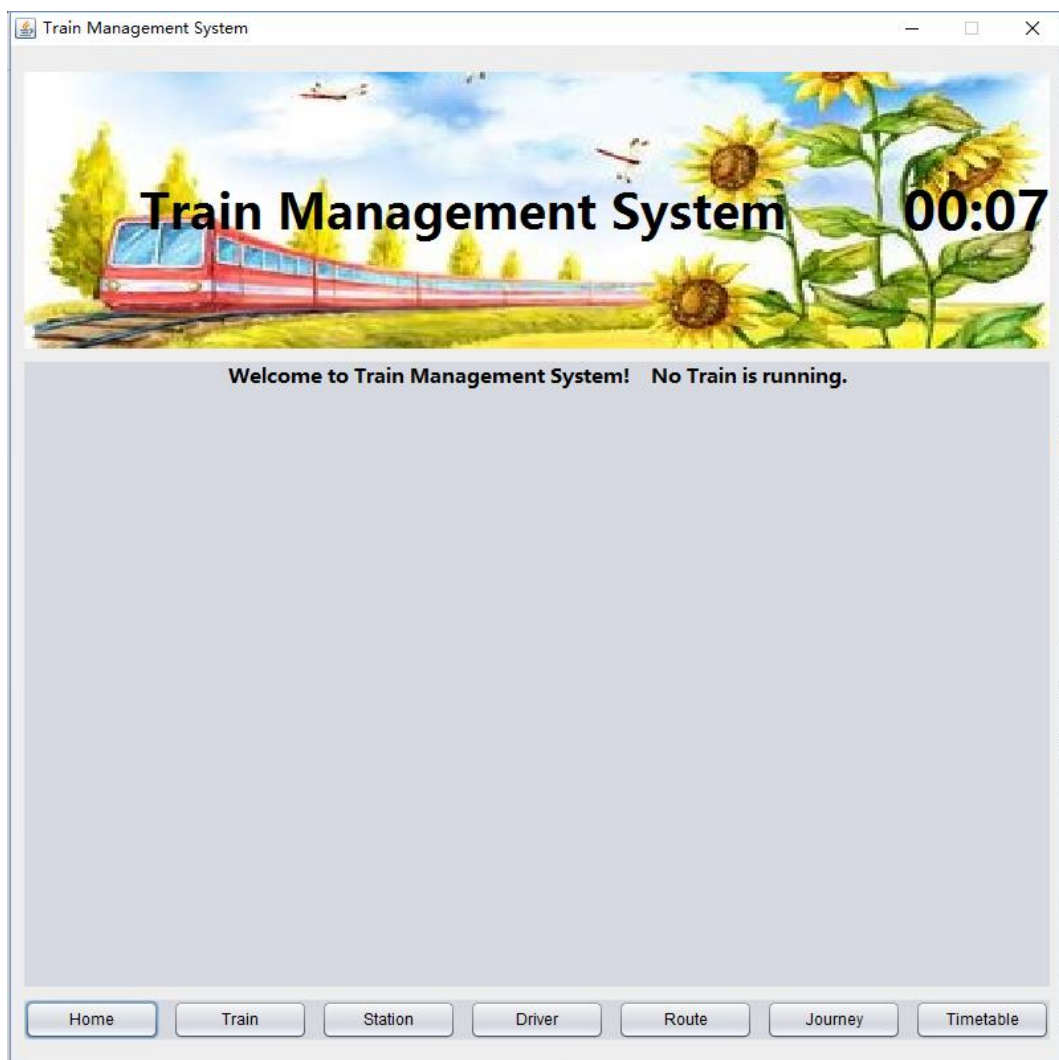 Train Management System
Train Management System 00:07
Welcome to Train Management System! No Train is running.
Home Train Station Driver Route Journey Timetable